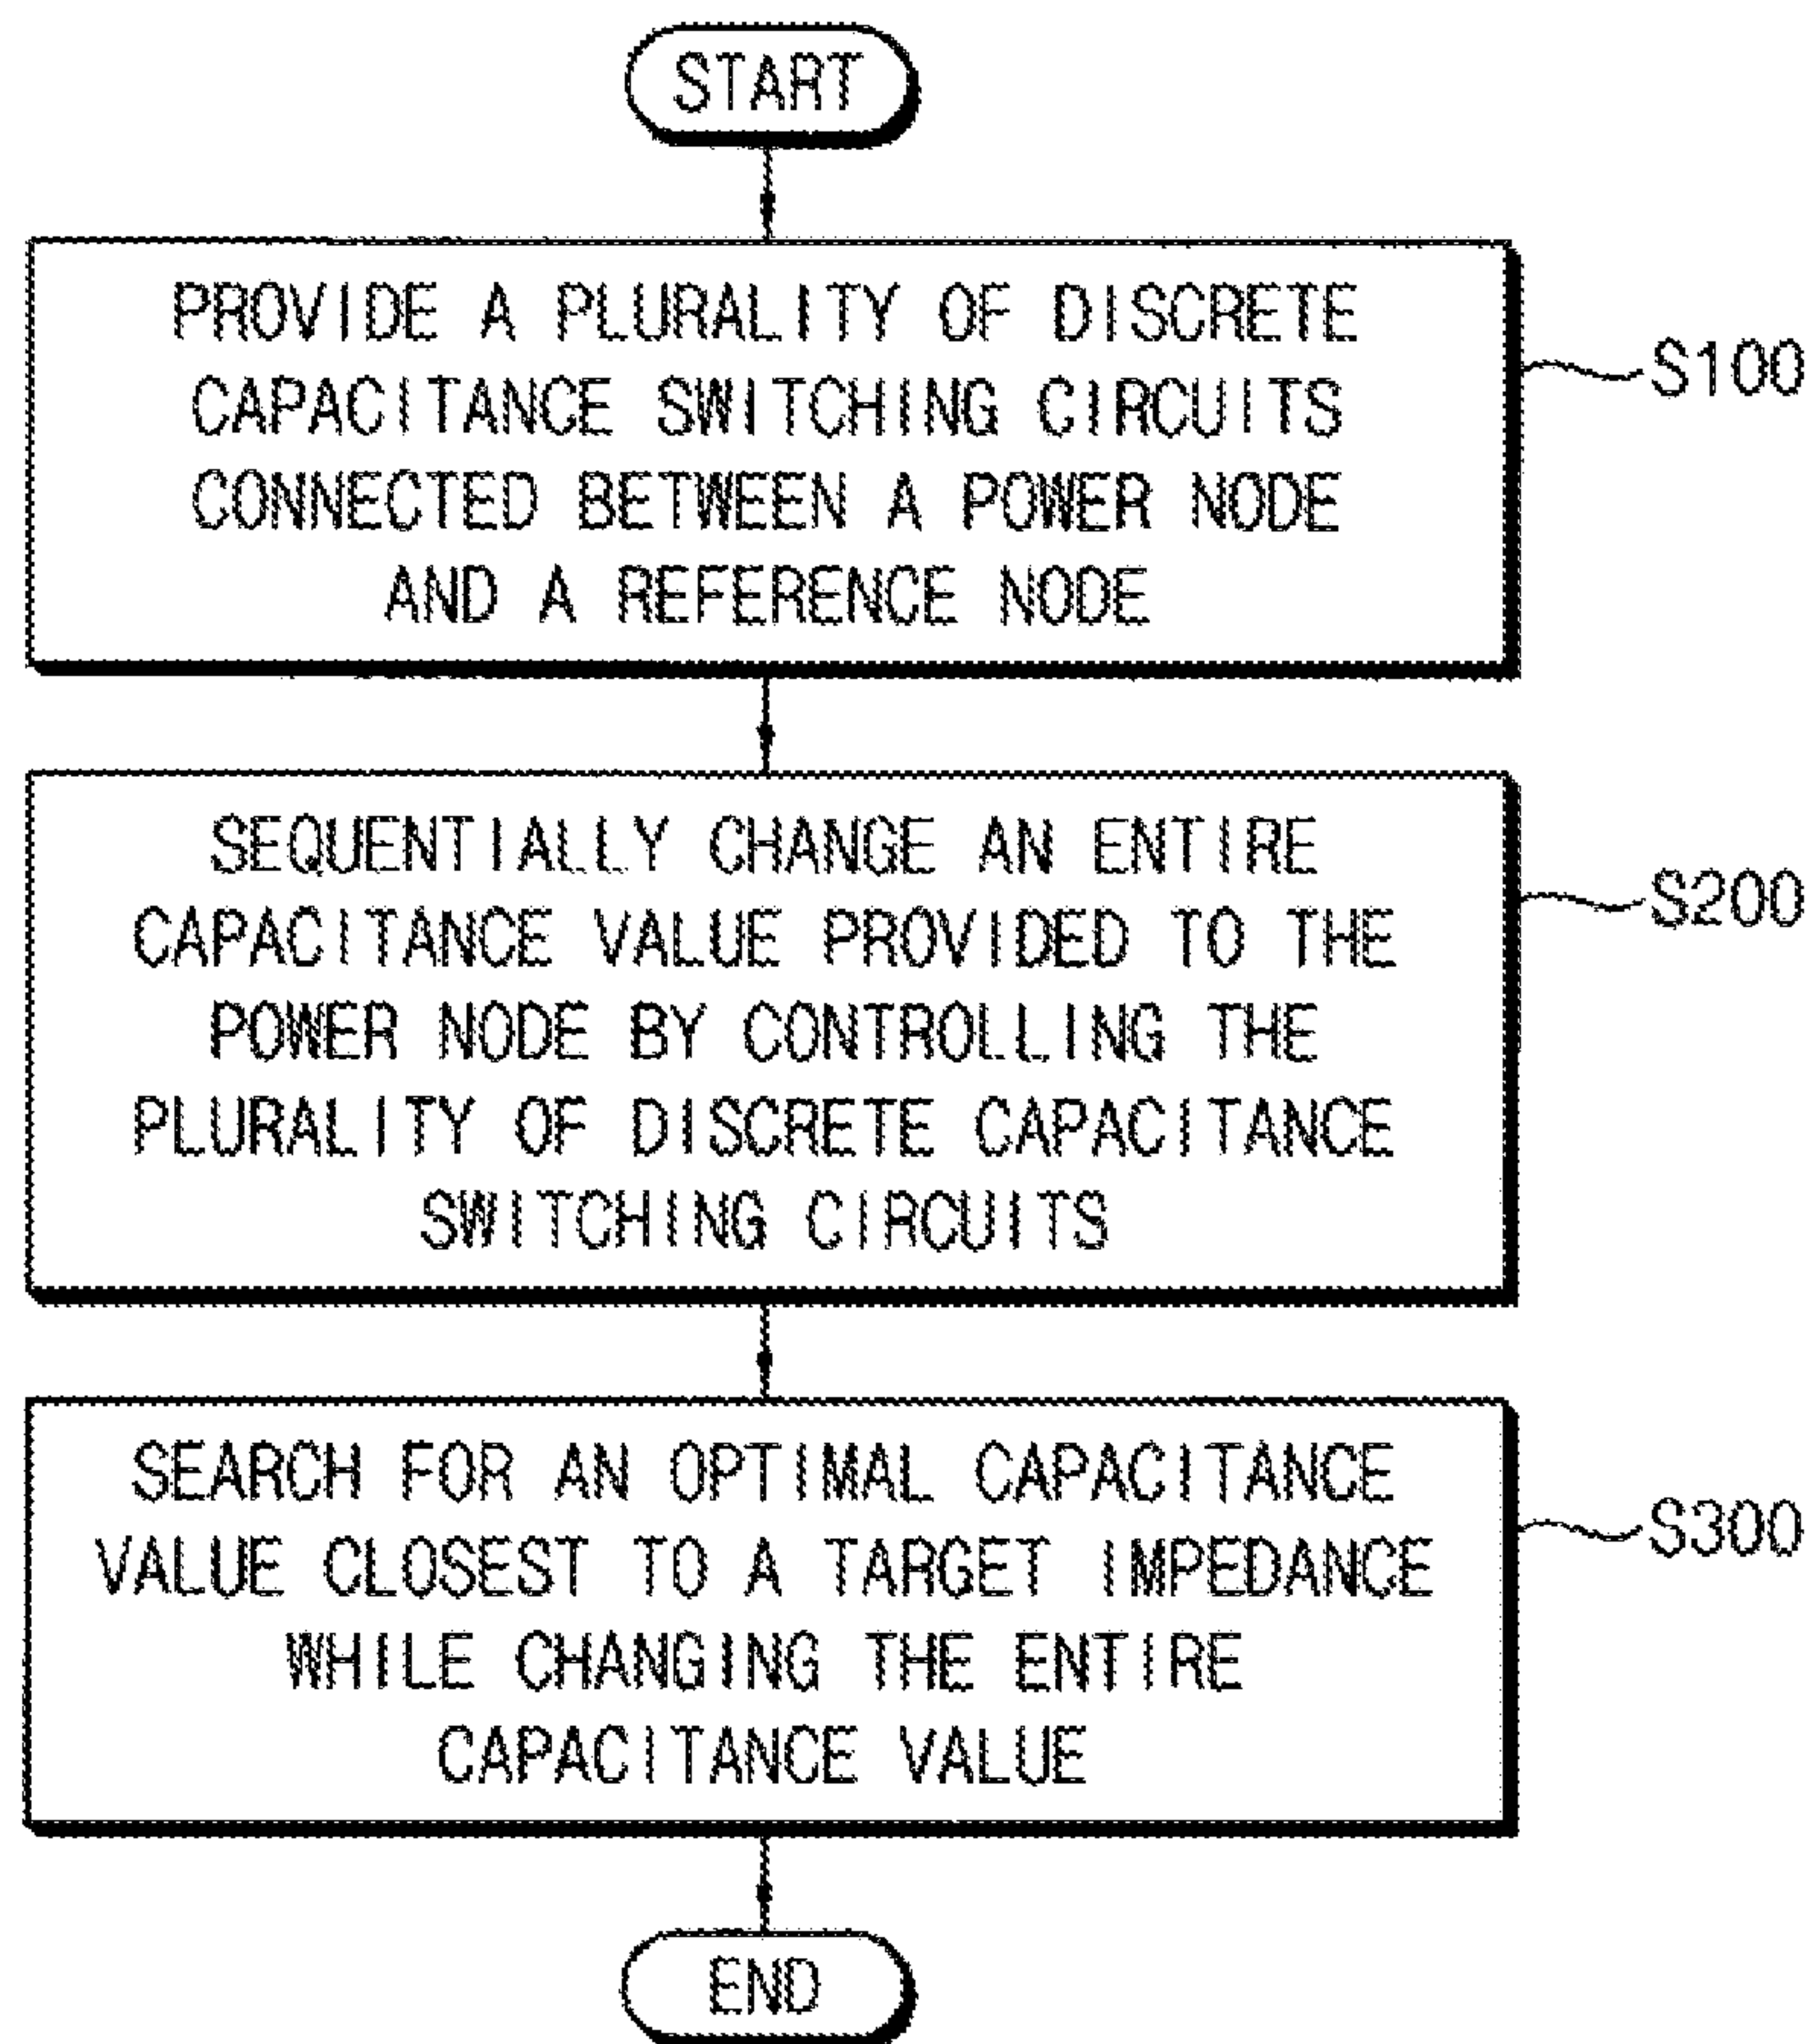 START
PROVIDE A PLURALITY OF DISCRETE
CAPACITANCE SWITCHING CIRCUITS
CONNECTED BETWEEN A POWER NODE
AND A REFERENCE NODE
S100
SEQUENTIALLY CHANGE AN ENTIRE
CAPACITANCE VALUE PROVIDED TO THE
POWER NODE BY CONTROLLING THE
PLURALITY OF DISCRETE CAPACITANCE
SWITCHING CIRCUITS
S200
SEARCH FOR AN OPTIMAL CAPACITANCE
VALUE CLOSEST TO A TARGET IMPEDANCE
WHILE CHANGING THE ENTIRE
CAPACITANCE VALUE
S300
END